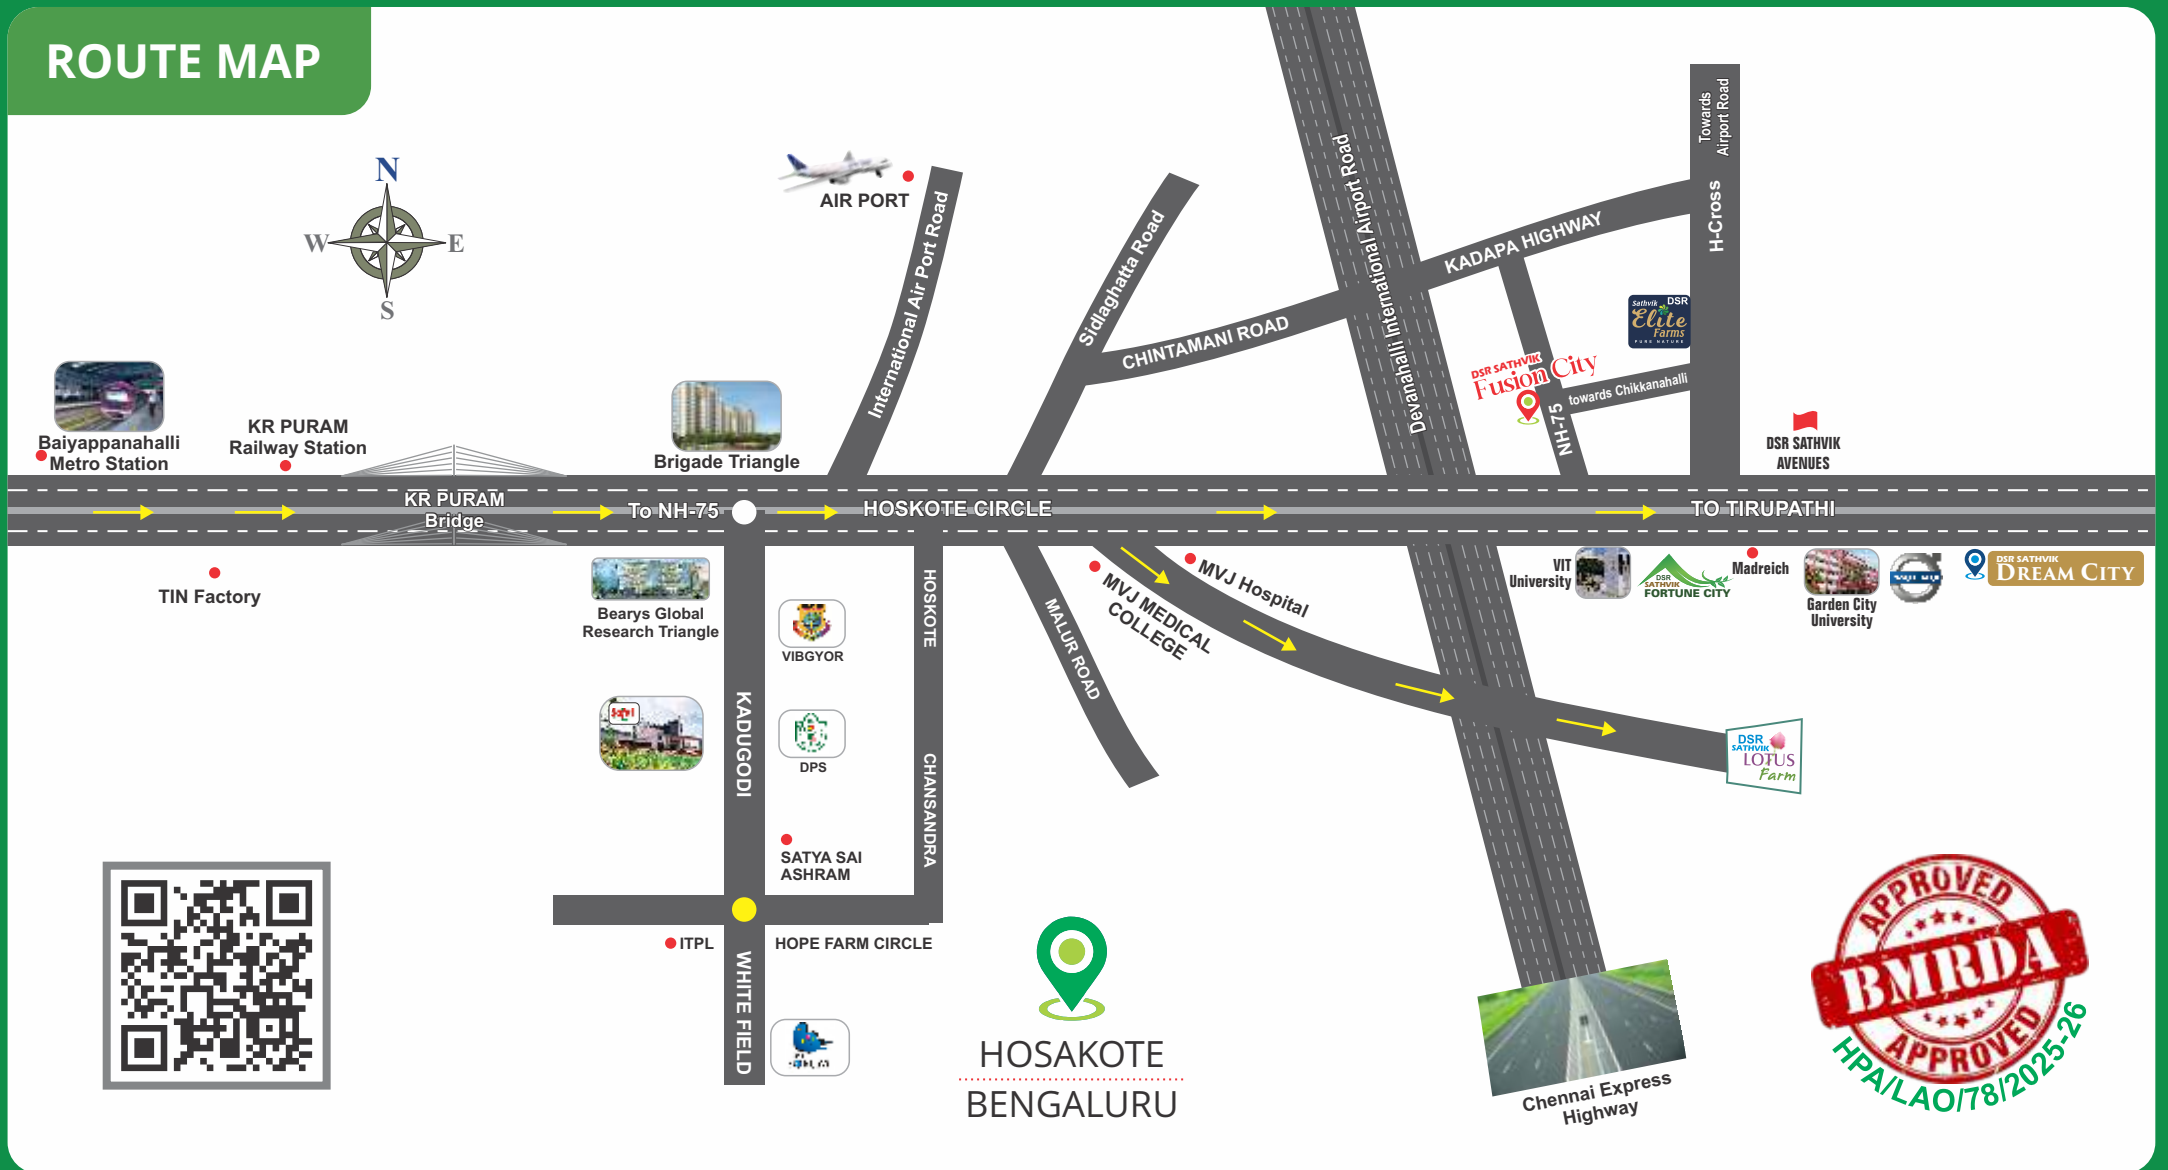 ROUTE MAP
N
W
E
S
AIR PORT
International Air Port Road
Sidlaghatta Road
CHINTAMANI ROAD
Devanahalli International Airport Road
KADAPA HIGHWAY
Towards
Airport Road
H-Cross
Sathvik DSR
Elite
Farms
PURE NATURE
DSR SATHVIK
Fusion City
NH-75
towards Chikkanahalli
DSR SATHVIK
AVENUES
Baiyappanahalli
Metro Station
KR PURAM
Railway Station
Brigade Triangle
KR PURAM
Bridge
To NH-75
HOSKOTE CIRCLE
TO TIRUPATHI
TIN Factory
Bearys Global
Research Triangle
VIBGYOR
DPS
KADUGODI
HOSKOTE
CHANSANDRA
SATYA SAI
ASHRAM
ITPL
HOPE FARM CIRCLE
WHITE FIELD
MALUR ROAD
MVJ MEDICAL
COLLEGE
MVJ Hospital
VIT
University
DSR
SATHVIK
FORTUNE CITY
Madreich
Garden City
University
DSR SATHVIK
DREAM CITY
DSR
SATHVIK
LOTUS
Farm
HOSAKOTE
BENGALURU
Chennai Express
Highway
APPROVED
BMRDA
APPROVED
HPA/LAO/78/2025-26